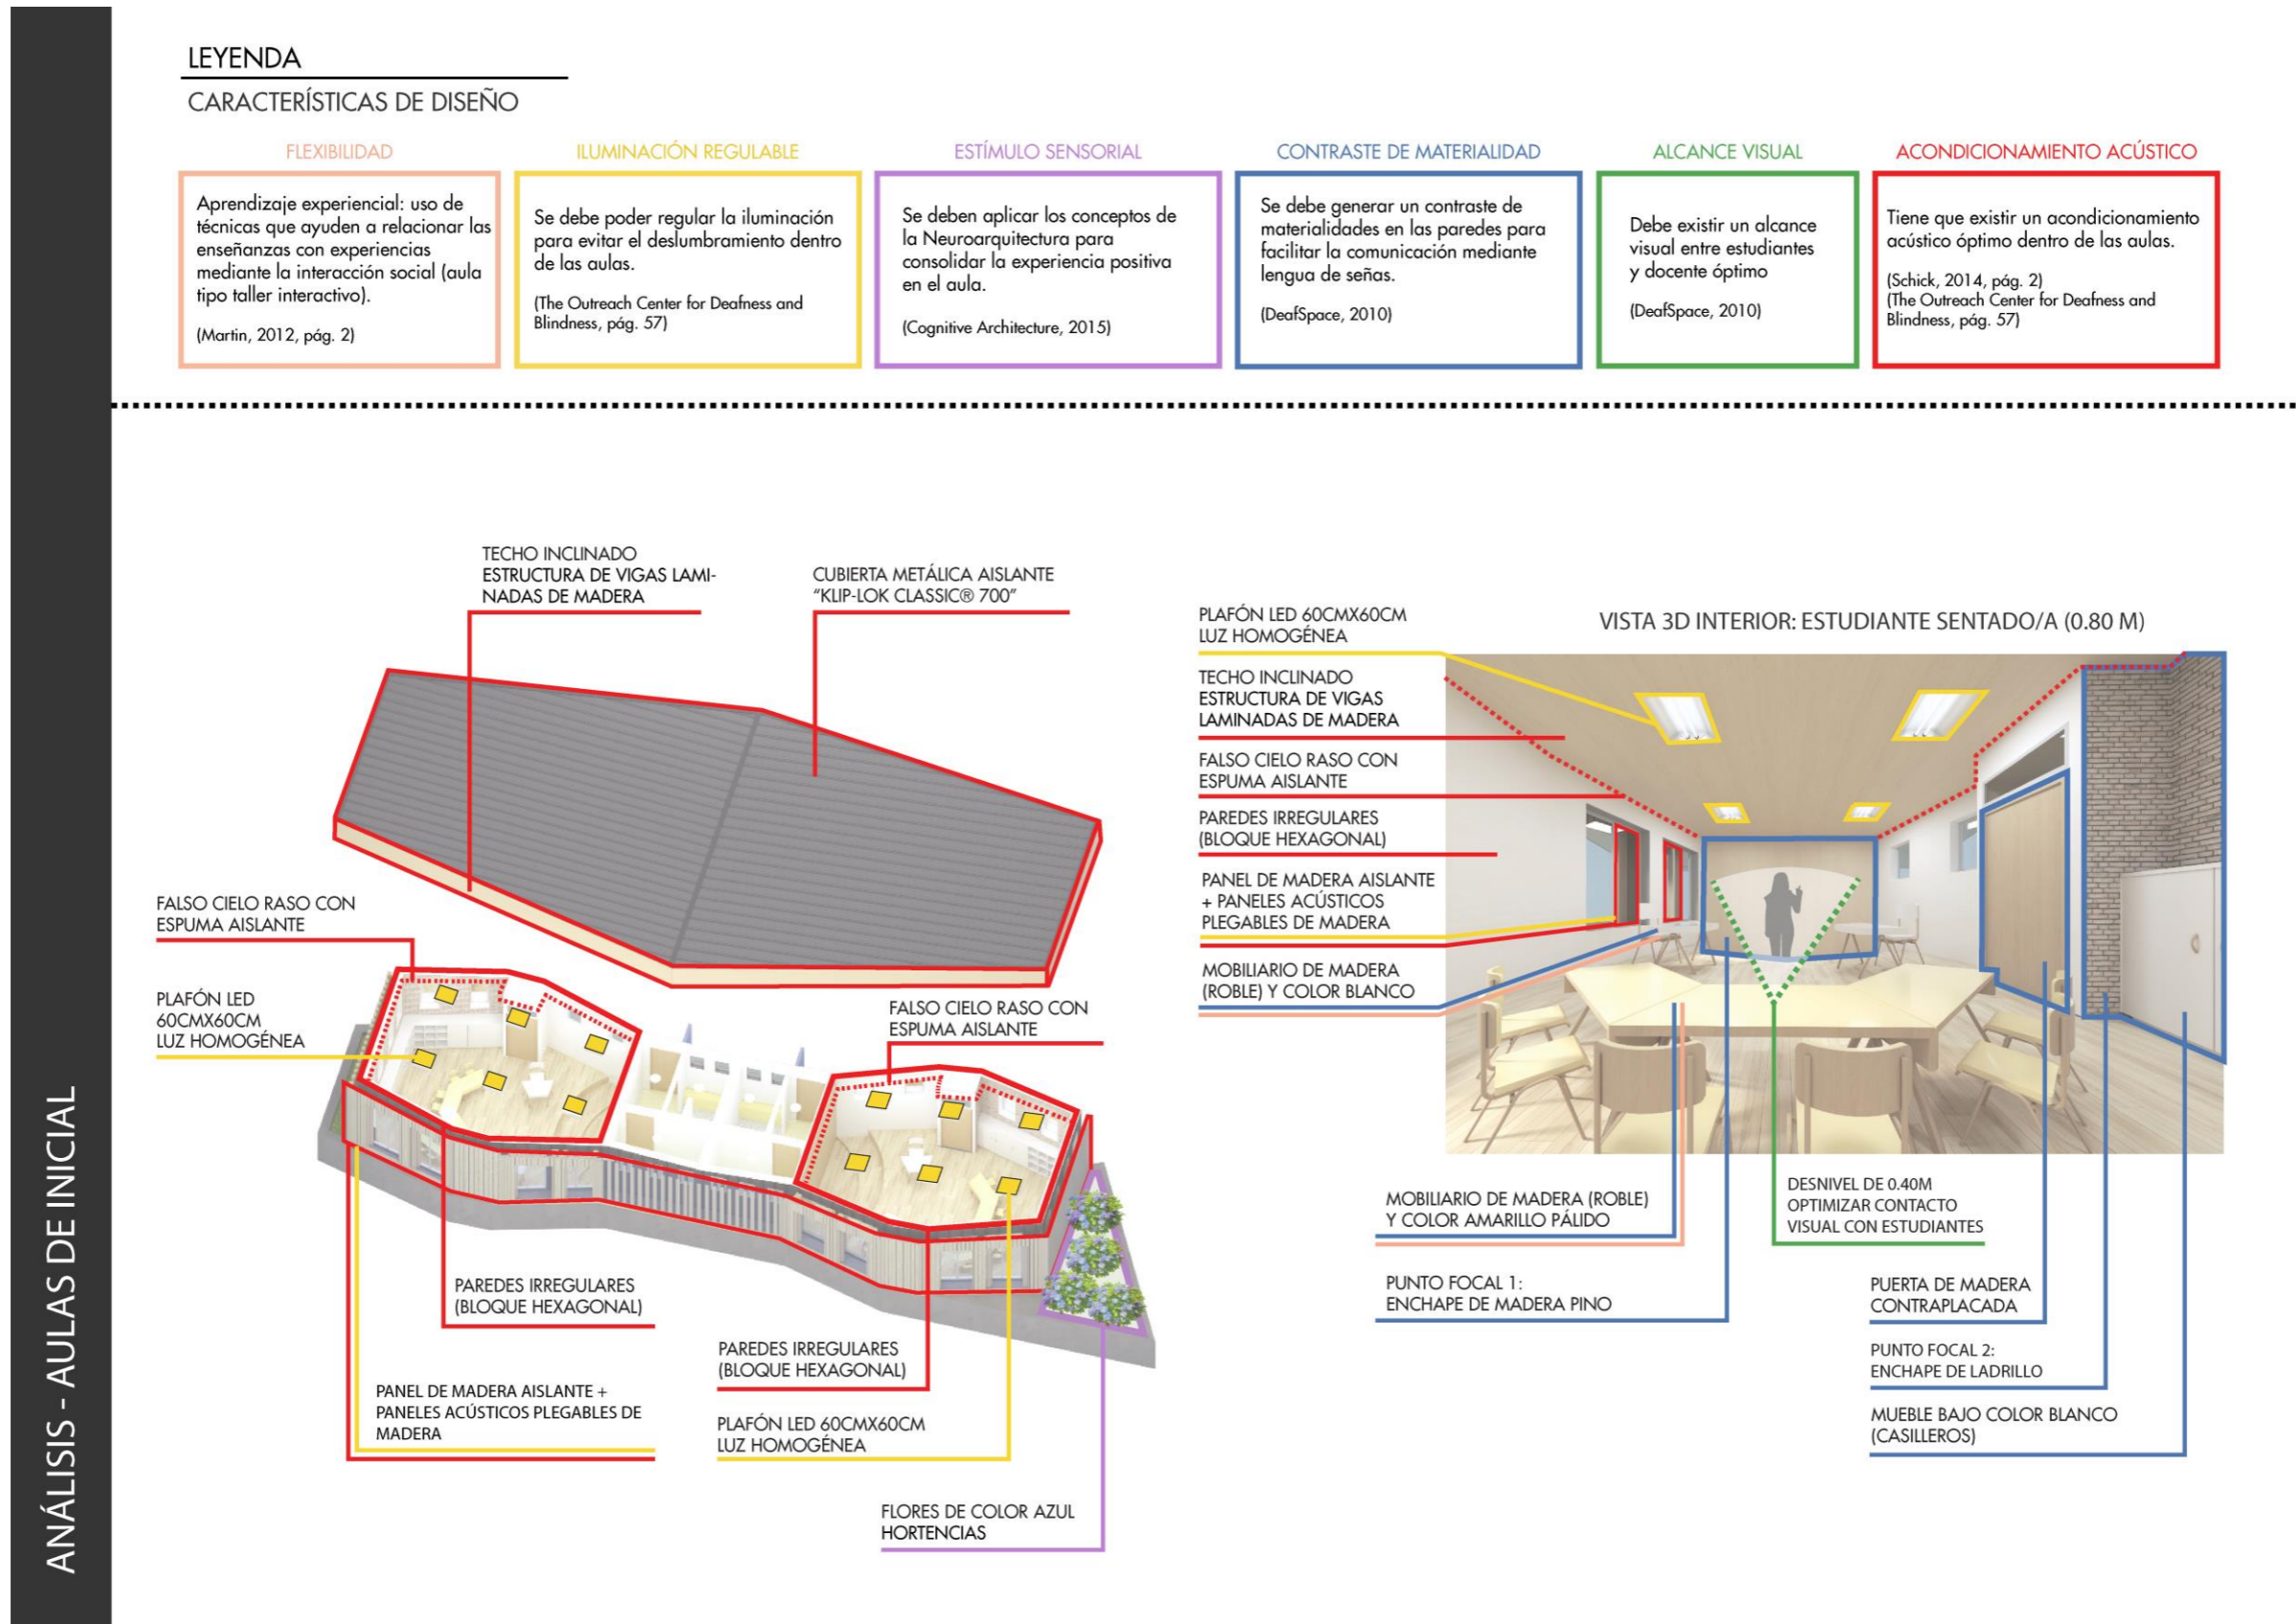 LEYENDA
CARACTERÍSTICAS DE DISEÑO
FLEXIBILIDAD
Aprendizaje experiencial: uso de
técnicas que ayuden a relacionar las
enseñanzas con experiencias
mediante la interacción social (aula
tipo taller interactivo).
(Martin, 2012, pág. 2)
ILUMINACIÓN REGULABLE
Se debe poder regular la iluminación
para evitar el deslumbramiento dentro
de las aulas.
(The Outreach Center for Deafness and
Blindness, pág. 57)
ESTÍMULO SENSORIAL
Se deben aplicar los conceptos de
la Neuroarquitectura para
consolidar la experiencia positiva
en el aula.
(Cognitive Architecture, 2015)
CONTRASTE DE MATERIALIDAD
Se debe generar un contraste de
materialidades en las paredes para
facilitar la comunicación mediante
lengua de señas.
(DeafSpace, 2010)
ALCANCE VISUAL
Debe existir un alcance
visual entre estudiantes
y docente óptimo
(DeafSpace, 2010)
ACONDICIONAMIENTO ACÚSTICO
Tiene que existir un acondicionamiento
acústico óptimo dentro de las aulas.
(Schick, 2014, pág. 2)
(The Outreach Center for Deafness and
Blindness, pág. 57)
ANÁLISIS - AULAS DE INICIAL
TECHO INCLINADO
ESTRUCTURA DE VIGAS LAMI-
NADAS DE MADERA
CUBIERTA METÁLICA AISLANTE
"KLIP-LOK CLASSIC® 700"
FALSO CIELO RASO CON
ESPUMA AISLANTE
PLAFÓN LED
60CMX60CM
LUZ HOMOGÉNEA
FALSO CIELO RASO CON
ESPUMA AISLANTE
PAREDES IRREGULARES
(BLOQUE HEXAGONAL)
PAREDES IRREGULARES
(BLOQUE HEXAGONAL)
PANEL DE MADERA AISLANTE +
PANELES ACÚSTICOS PLEGABLES DE
MADERA
PLAFÓN LED 60CMX60CM
LUZ HOMOGÉNEA
FLORES DE COLOR AZUL
HORTENCIAS
VISTA 3D INTERIOR: ESTUDIANTE SENTADO/A (0.80 M)
PLAFÓN LED 60CMX60CM
LUZ HOMOGÉNEA
TECHO INCLINADO
ESTRUCTURA DE VIGAS
LAMINADAS DE MADERA
FALSO CIELO RASO CON
ESPUMA AISLANTE
PAREDES IRREGULARES
(BLOQUE HEXAGONAL)
PANEL DE MADERA AISLANTE
+ PANELES ACÚSTICOS
PLEGABLES DE MADERA
MOBILIARIO DE MADERA
(ROBLE) Y COLOR BLANCO
MOBILIARIO DE MADERA (ROBLE)
Y COLOR AMARILLO PÁLIDO
PUNTO FOCAL 1:
ENCHAPE DE MADERA PINO
DESNIVEL DE 0.40M
OPTIMIZAR CONTACTO
VISUAL CON ESTUDIANTES
PUERTA DE MADERA
CONTRAPLACADA
PUNTO FOCAL 2:
ENCHAPE DE LADRILLO
MUEBLE BAJO COLOR BLANCO
(CASILLEROS)